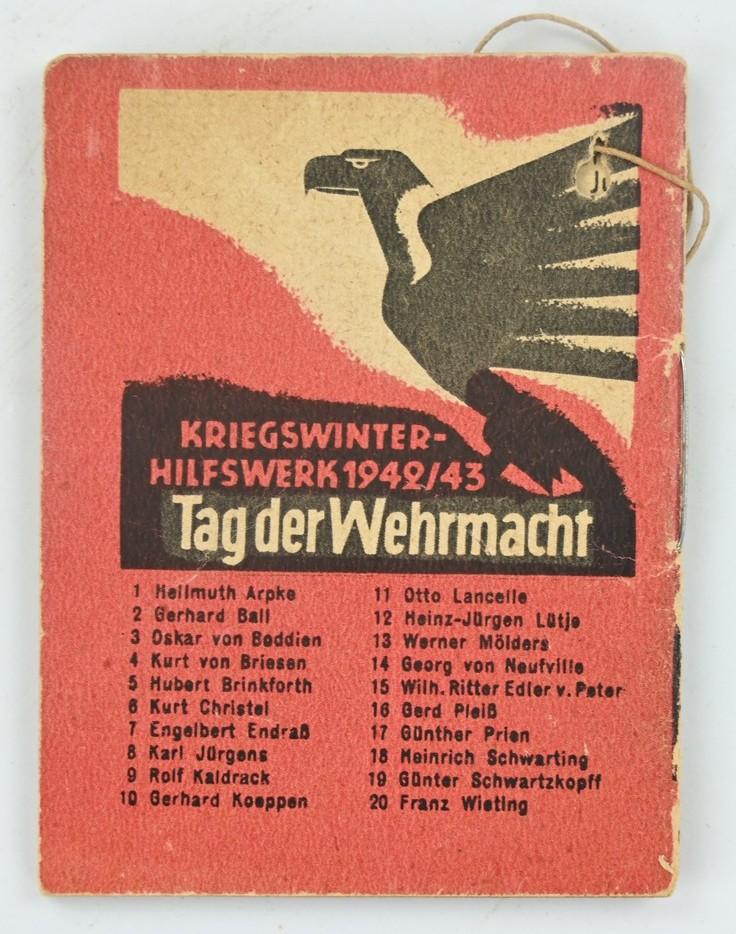 KRIEGSWINTER-
HILFSWERK 1942/43
Tag der Wehrmacht
1 Hellmuth Arpke
2 Gerhard Ball
3 Oskar von Boddien
4 Kurt von Briesen
5 Hubert Brinkforth
6 Kurt Christel
7 Engelbert Endraß
8 Karl Jürgens
9 Rolf Kaldrack
10 Gerhard Koeppen
11 Otto Lancelle
12 Heinz-Jürgen Lütje
13 Werner Mölders
14 Georg von Neufville
15 Wilh. Ritter Edler v. Peter
16 Gerd Pleiß
17 Günther Prien
18 Heinrich Schwarting
19 Günter Schwartzkopff
20 Franz Wieting